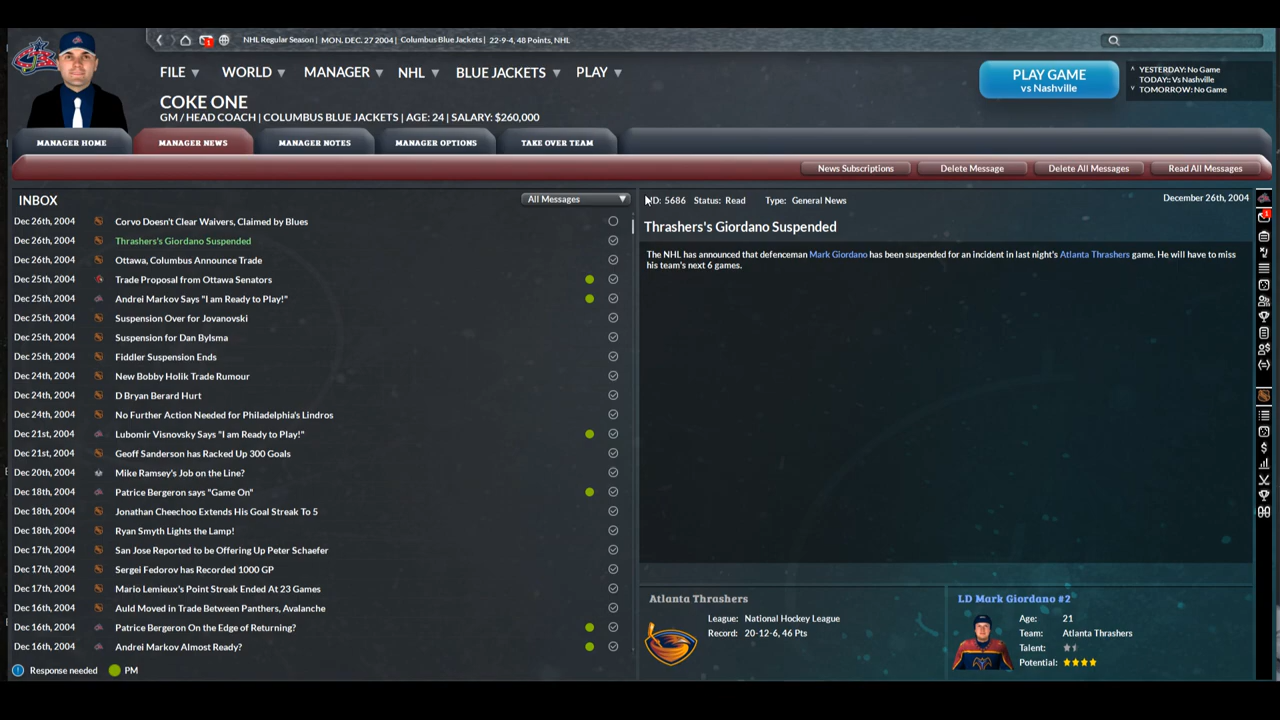 NHL Regular Season | MON. DEC. 27 2004 | Columbus Blue Jackets | 22-9-4, 48 Points, NHL
FILE WORLD MANAGER NHL BLUE JACKETS PLAY
PLAY GAME
vs Nashville
YESTERDAY: No Game
TODAY:: Vs Nashville
TOMORROW: No Game
COKE ONE
GM / HEAD COACH | COLUMBUS BLUE JACKETS | AGE: 24 | SALARY: $260,000
MANAGER HOME MANAGER NEWS MANAGER NOTES MANAGER OPTIONS TAKE OVER TEAM
News Subscriptions Delete Message Delete All Messages Read All Messages
INBOX All Messages
Dec 26th, 2004 Corvo Doesn't Clear Waivers, Claimed by Blues
Dec 26th, 2004 Thrashers's Giordano Suspended
Dec 26th, 2004 Ottawa, Columbus Announce Trade
Dec 25th, 2004 Trade Proposal from Ottawa Senators
Dec 25th, 2004 Andrei Markov Says "I am Ready to Play!"
Dec 25th, 2004 Suspension Over for Jovanovski
Dec 25th, 2004 Suspension for Dan Bylsma
Dec 25th, 2004 Fiddler Suspension Ends
Dec 24th, 2004 New Bobby Holik Trade Rumour
Dec 24th, 2004 D Bryan Berard Hurt
Dec 24th, 2004 No Further Action Needed for Philadelphia's Lindros
Dec 21st, 2004 Lubomir Visnovsky Says "I am Ready to Play!"
Dec 21st, 2004 Geoff Sanderson has Racked Up 300 Goals
Dec 20th, 2004 Mike Ramsey's Job on the Line?
Dec 18th, 2004 Patrice Bergeron says "Game On"
Dec 18th, 2004 Jonathan Cheechoo Extends His Goal Streak To 5
Dec 18th, 2004 Ryan Smyth Lights the Lamp!
Dec 17th, 2004 San Jose Reported to be Offering Up Peter Schaefer
Dec 17th, 2004 Sergei Fedorov has Recorded 1000 GP
Dec 17th, 2004 Mario Lemieux's Point Streak Ended At 23 Games
Dec 16th, 2004 Auld Moved in Trade Between Panthers, Avalanche
Dec 16th, 2004 Patrice Bergeron On the Edge of Returning?
Dec 16th, 2004 Andrei Markov Almost Ready?
Response needed PM
ID: 5686 Status: Read Type: General News December 26th, 2004
Thrashers's Giordano Suspended
The NHL has announced that defenceman Mark Giordano has been suspended for an incident in last night's Atlanta Thrashers game. He will have to miss
his team's next 6 games.
Atlanta Thrashers
League: National Hockey League
Record: 20-12-6, 46 Pts
LD Mark Giordano #2
Age: 21
Team: Atlanta Thrashers
Talent:
Potential: